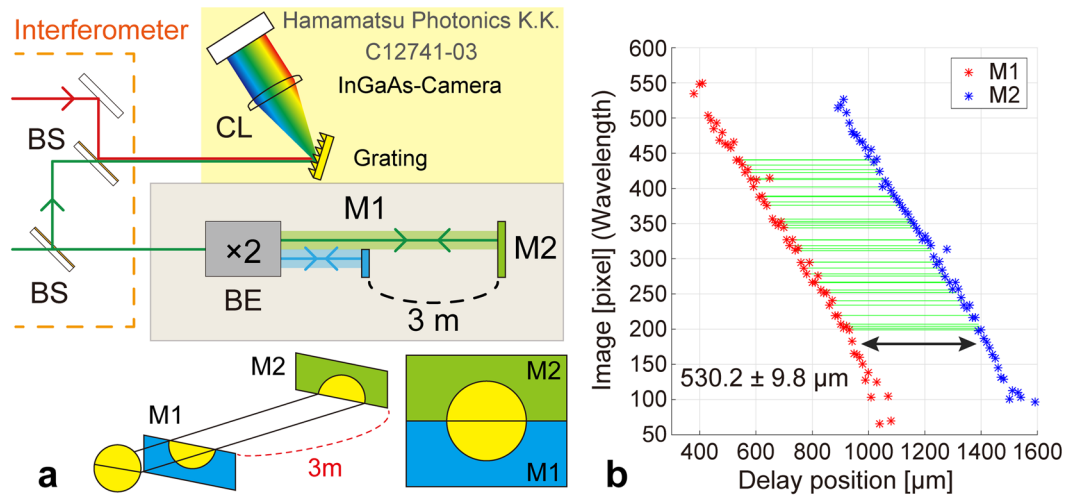 Interferometer
Hamamatsu Photonics K.K.
C12741-03
InGaAs-Camera
BS
CL
Grating
M1
×2
M2
BS
BE
3 m
M2
M1
3m
M2
M1
a
Image [pixel] (Wavelength)
600
550
500
450
400
350
300
250
200
150
100
50
M1
M2
530.2 ± 9.8 μm
400 600 800 1000 1200 1400 1600
Delay position [μm]
b